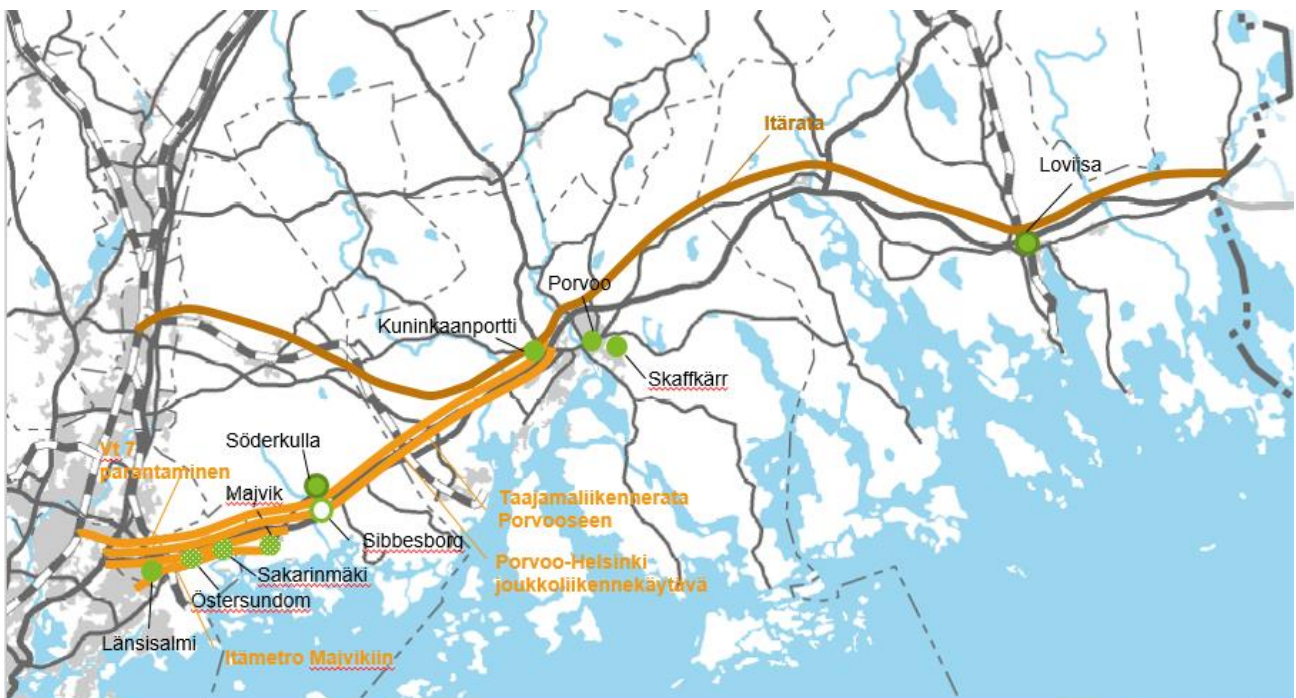 Itärata
Loviisa
Porvoo
Kuninkaanportti
Skaffkärr
Söderkulla
Vt 7
parantaminen
Majvik
Taajamaliikennerata
Porvooseen
Sibbesborg
Porvoo-Helsinki
joukkoliikennekäytävä
Sakarinmäki
Östersundom
Länsisalmi
Itämetro Majvikiin